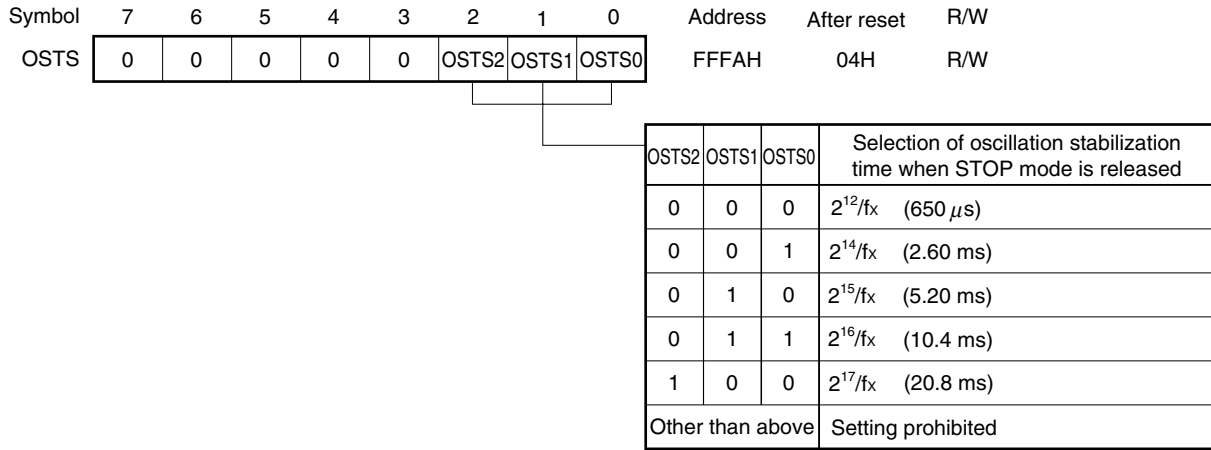 Symbol 7 6 5 4 3 2 1 0 Address After reset R/W
OSTS 0 0 0 0 0 OSTS2 OSTS1 OSTS0 FFFAH 04H R/W
OSTS2 OSTS1 OSTS0 Selection of oscillation stabilization
time when STOP mode is released
0 0 0 2¹²/fx (650 μs)
0 0 1 2¹⁴/fx (2.60 ms)
0 1 0 2¹⁵/fx (5.20 ms)
0 1 1 2¹⁶/fx (10.4 ms)
1 0 0 2¹⁷/fx (20.8 ms)
Other than above Setting prohibited